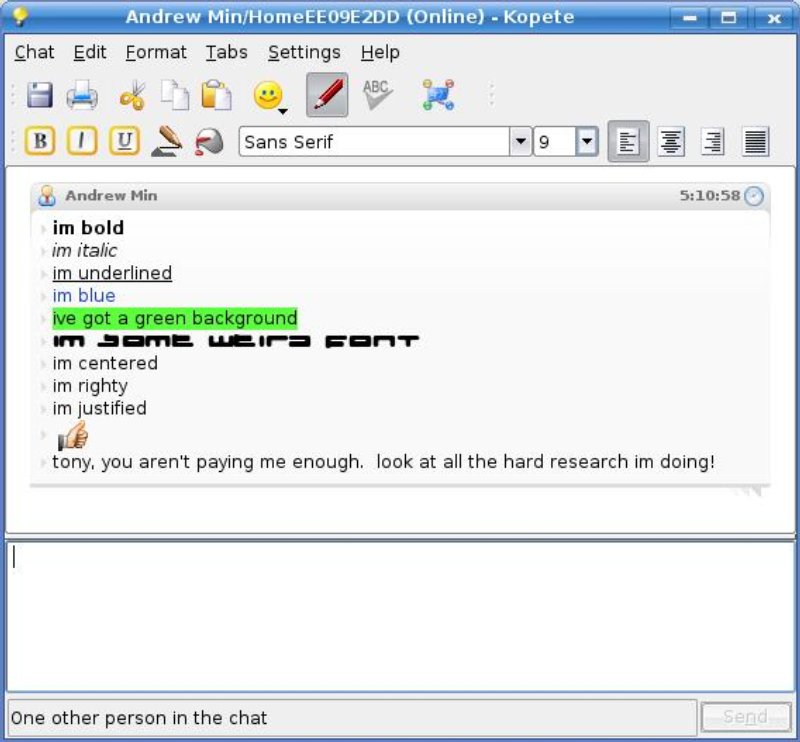 Andrew Min/HomeEE09E2DD (Online) - Kopete
Chat Edit Format Tabs Settings Help
ABC
B I U Sans Serif 9
Andrew Min 5:10:58
im bold
im italic
im underlined
im blue
ive got a green background
im some weird font
im centered
im righty
im justified
tony, you aren't paying me enough.  look at all the hard research im doing!
One other person in the chat Send